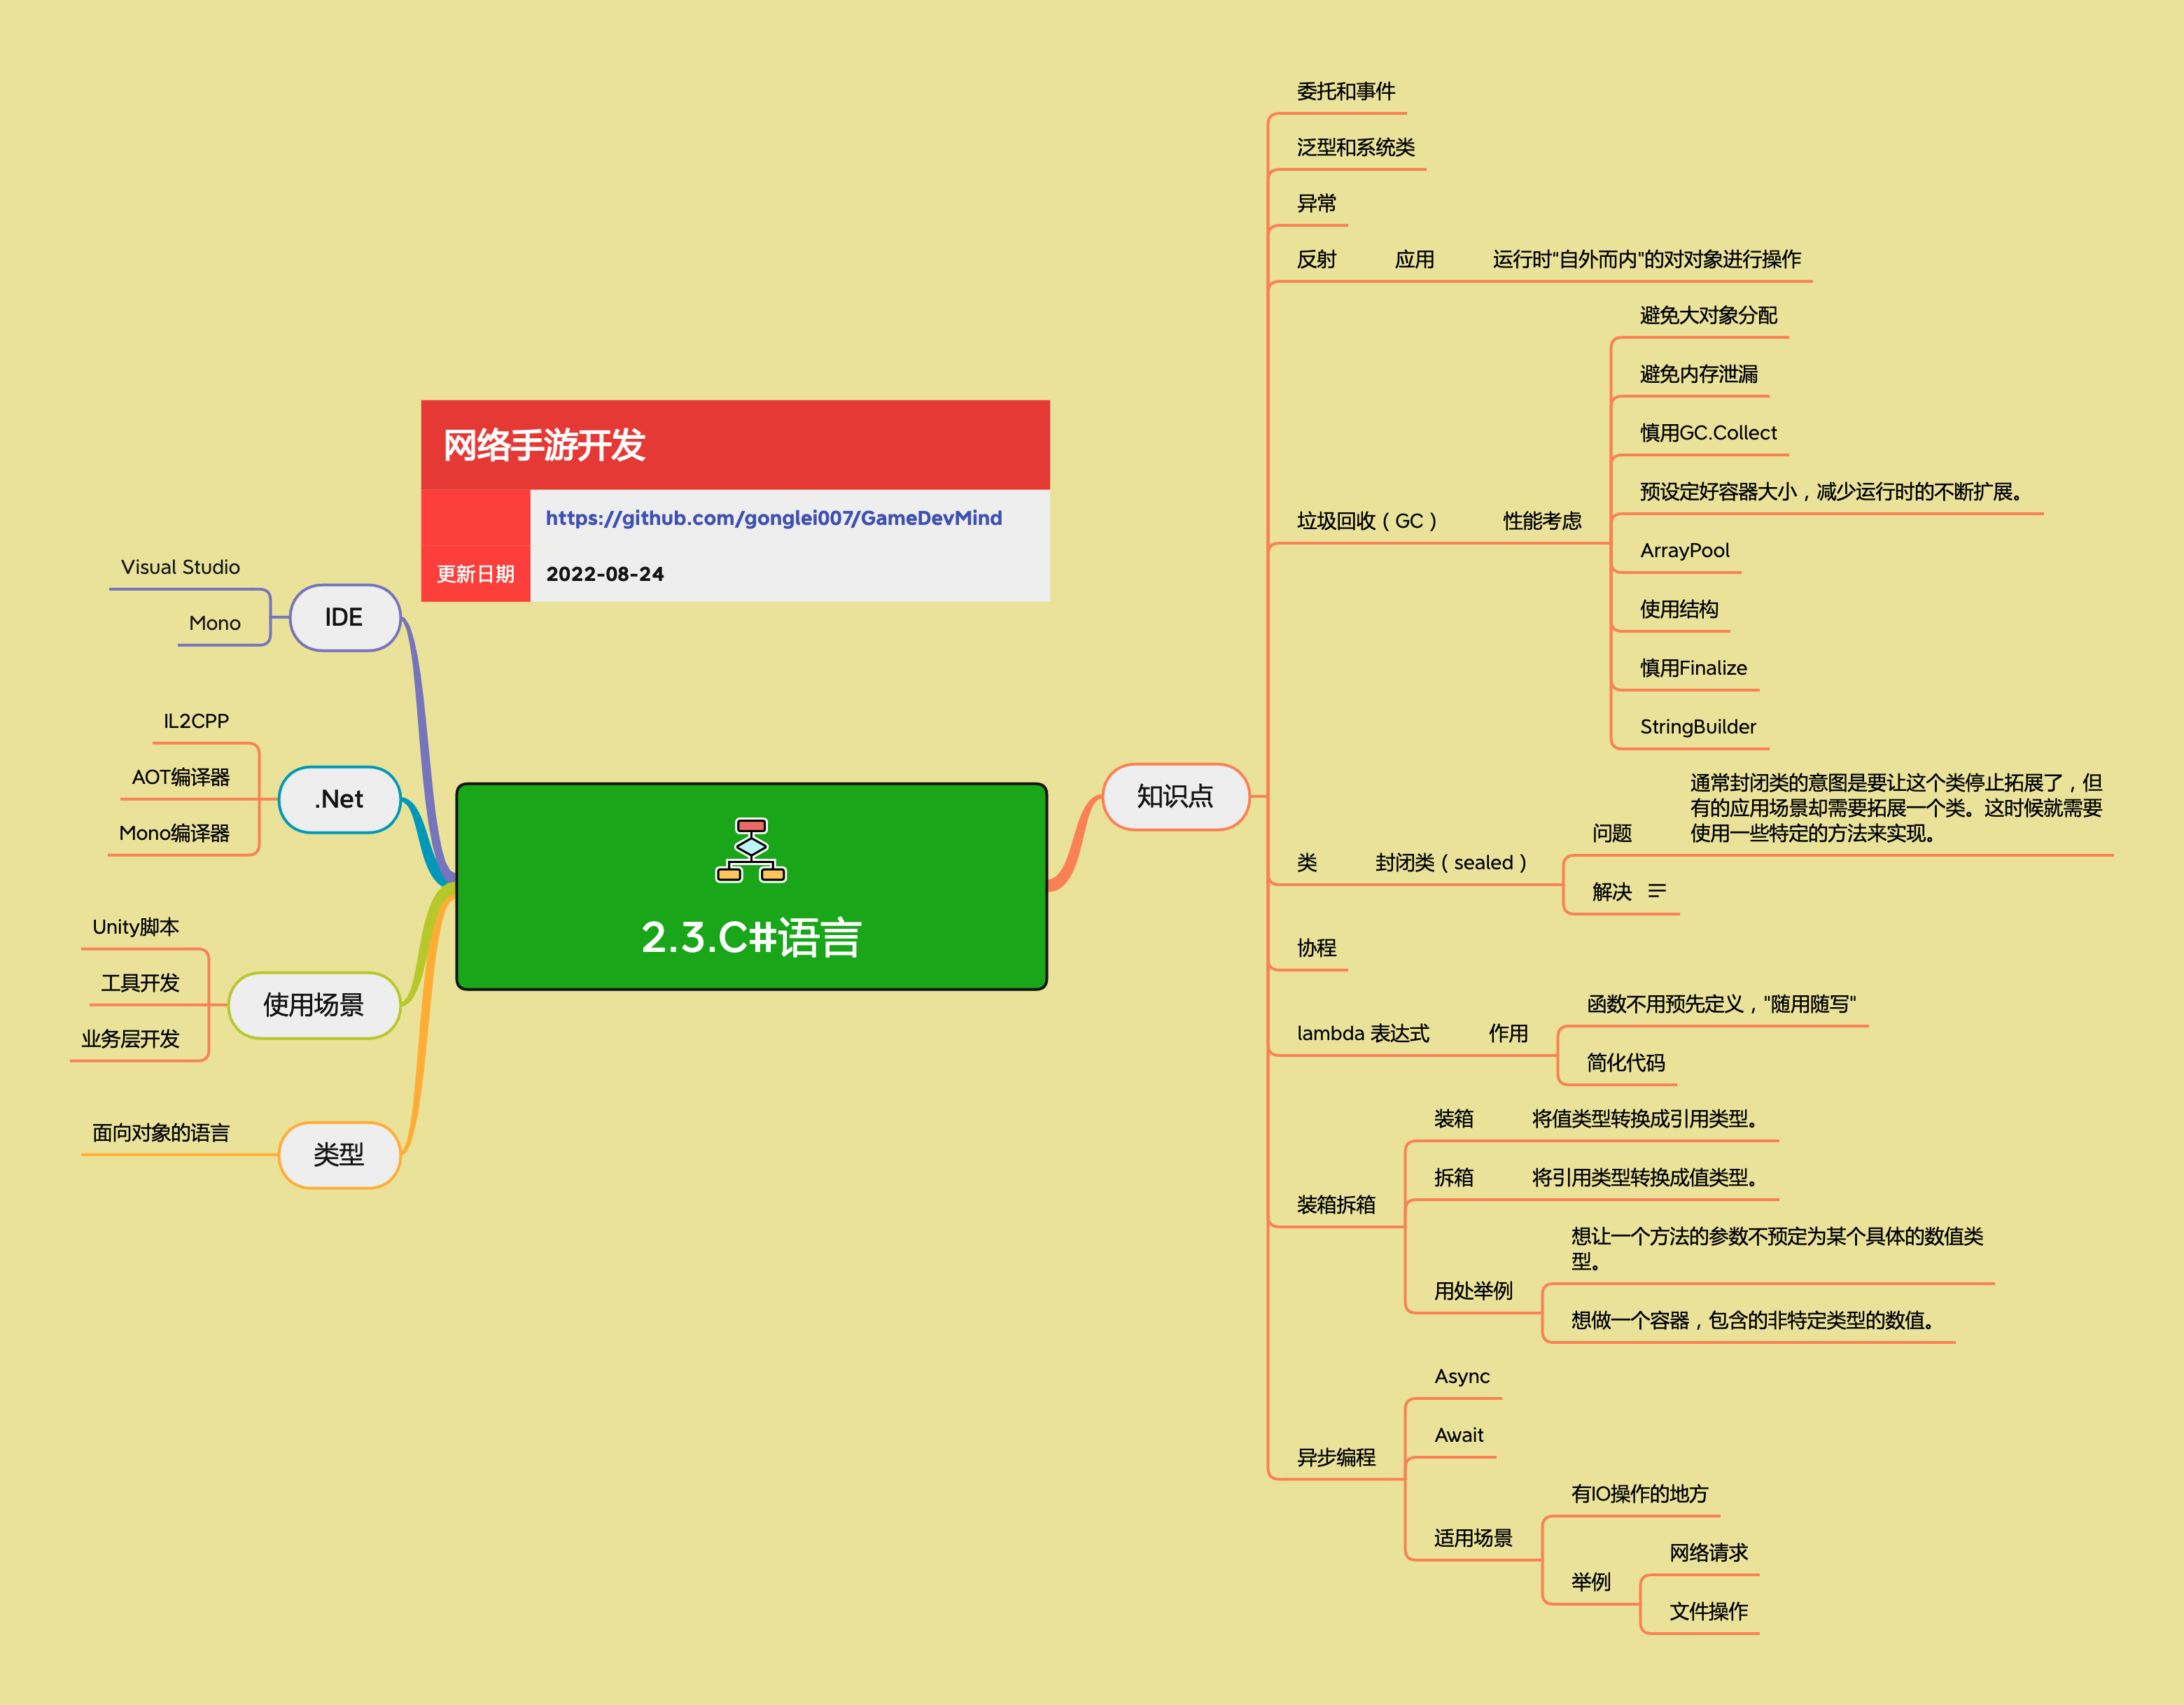 网络手游开发
https://github.com/gonglei007/GameDevMind
更新日期
2022-08-24
2.3.C#语言
IDE
Visual Studio
Mono
.Net
IL2CPP
AOT编译器
Mono编译器
使用场景
Unity脚本
工具开发
业务层开发
类型
面向对象的语言
知识点
委托和事件
泛型和系统类
异常
反射
应用
运行时"自外而内"的对对象进行操作
垃圾回收（GC）
性能考虑
避免大对象分配
避免内存泄漏
慎用GC.Collect
预设定好容器大小，减少运行时的不断扩展。
ArrayPool
使用结构
慎用Finalize
StringBuilder
类
封闭类（sealed）
问题
通常封闭类的意图是要让这个类停止拓展了，但
有的应用场景却需要拓展一个类。这时候就需要
使用一些特定的方法来实现。
解决
协程
lambda 表达式
作用
函数不用预先定义，"随用随写"
简化代码
装箱拆箱
装箱
将值类型转换成引用类型。
拆箱
将引用类型转换成值类型。
用处举例
想让一个方法的参数不预定为某个具体的数值类
型。
想做一个容器，包含的非特定类型的数值。
异步编程
Async
Await
适用场景
有IO操作的地方
举例
网络请求
文件操作